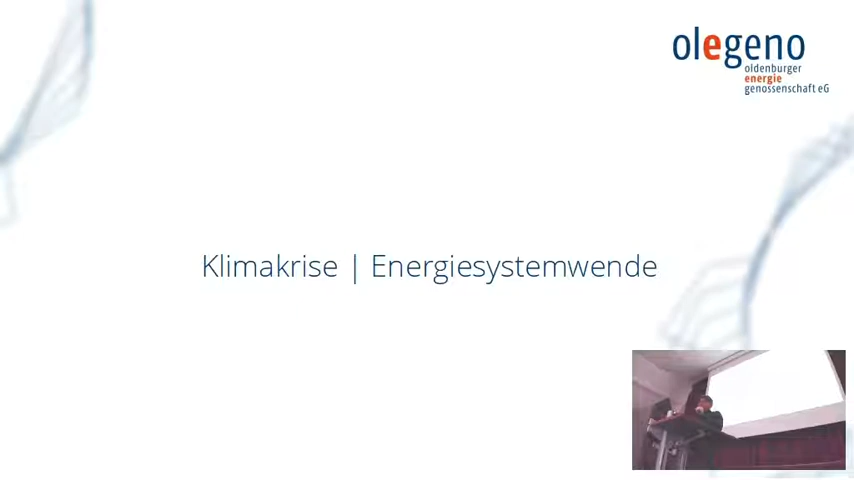 olegeno
oldenburger
energie
genossenschaft eG
Klimakrise | Energiesystemwende